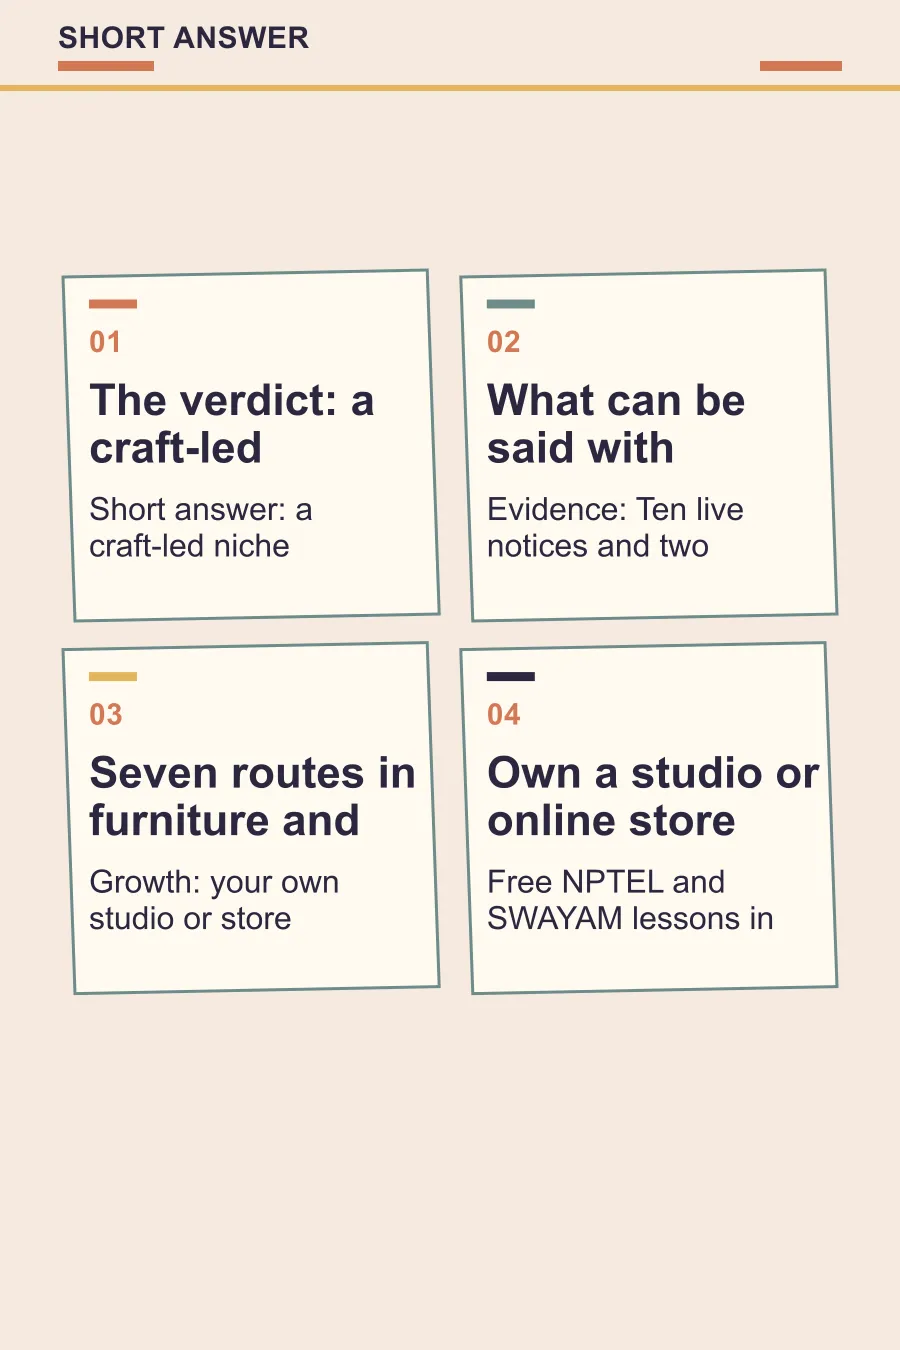 SHORT ANSWER
01
The verdict: a
craft-led
Short answer: a
craft-led niche
02
What can be
said with
Evidence: Ten live
notices and two
03
Seven routes in
furniture and
Growth: your own
studio or store
04
Own a studio or
online store
Free NPTEL and
SWAYAM lessons in